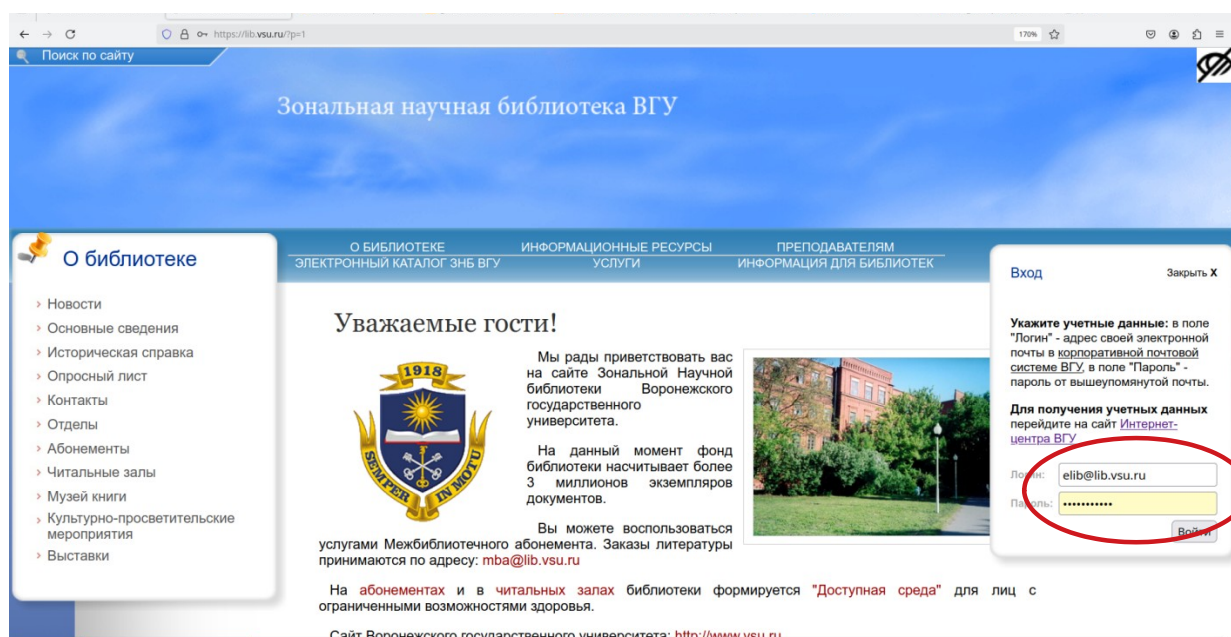 https://lib.vsu.ru/?p=1
170%
Поиск по сайту
Зональная научная библиотека ВГУ
О БИБЛИОТЕКЕ ИНФОРМАЦИОННЫЕ РЕСУРСЫ ПРЕПОДАВАТЕЛЯМ
ЭЛЕКТРОННЫЙ КАТАЛОГ ЗНБ ВГУ УСЛУГИ ИНФОРМАЦИЯ ДЛЯ БИБЛИОТЕК
О библиотеке
Новости
Основные сведения
Историческая справка
Опросный лист
Контакты
Отделы
Абонементы
Читальные залы
Музей книги
Культурно-просветительские
мероприятия
Выставки
Уважаемые гости!
1918
SEMPER IN MOTU
Мы рады приветствовать вас
на сайте Зональной Научной
библиотеки Воронежского
государственного
университета.
На данный момент фонд
библиотеки насчитывает более
3 миллионов экземпляров
документов.
Вы можете воспользоваться
услугами Межбиблиотечного абонемента. Заказы литературы
принимаются по адресу: mba@lib.vsu.ru
На абонементах и в читальных залах библиотеки формируется "Доступная среда" для лиц с
ограниченными возможностями здоровья.
Сайт Воронежского государственного университета: http://www.vsu.ru
Вход Закрыть X
Укажите учетные данные: в поле
"Логин" - адрес своей электронной
почты в корпоративной почтовой
системе ВГУ, в поле "Пароль" -
пароль от вышеупомянутой почты.
Для получения учетных данных
перейдите на сайт Интернет-
центра ВГУ
Логин: elib@lib.vsu.ru
Пароль: •••••••••••
Войти